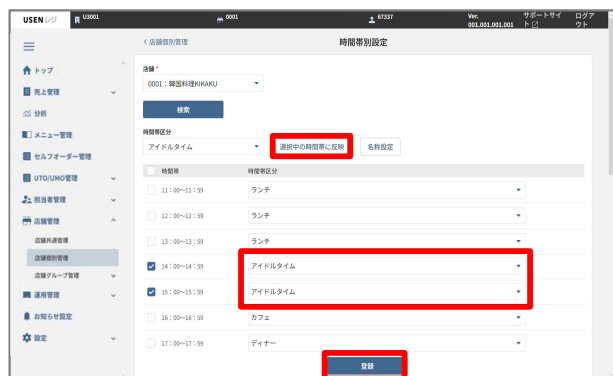 USEN レジ U3001 0001 67337 Ver. 001.001.001.001 サポートサイト ログアウト
< 店舗個別管理 時間帯別設定
トップ
売上管理
分析
メニュー管理
セルフオーダー管理
UTO/UMO管理
担当者管理
店舗管理
店舗共通管理
店舗個別管理
店舗グループ管理
運用管理
お知らせ設定
設定
店舗 *
0001：韓国料理KIKAKU
検索
時間帯区分
アイドルタイム 選択中の時間帯に反映 名称設定
時間帯 時間帯区分
11：00～11：59 ランチ
12：00～12：59 ランチ
13：00～13：59 ランチ
14：00～14：59 アイドルタイム
15：00～15：59 アイドルタイム
16：00～16：59 カフェ
17：00～17：59 ディナー
登録